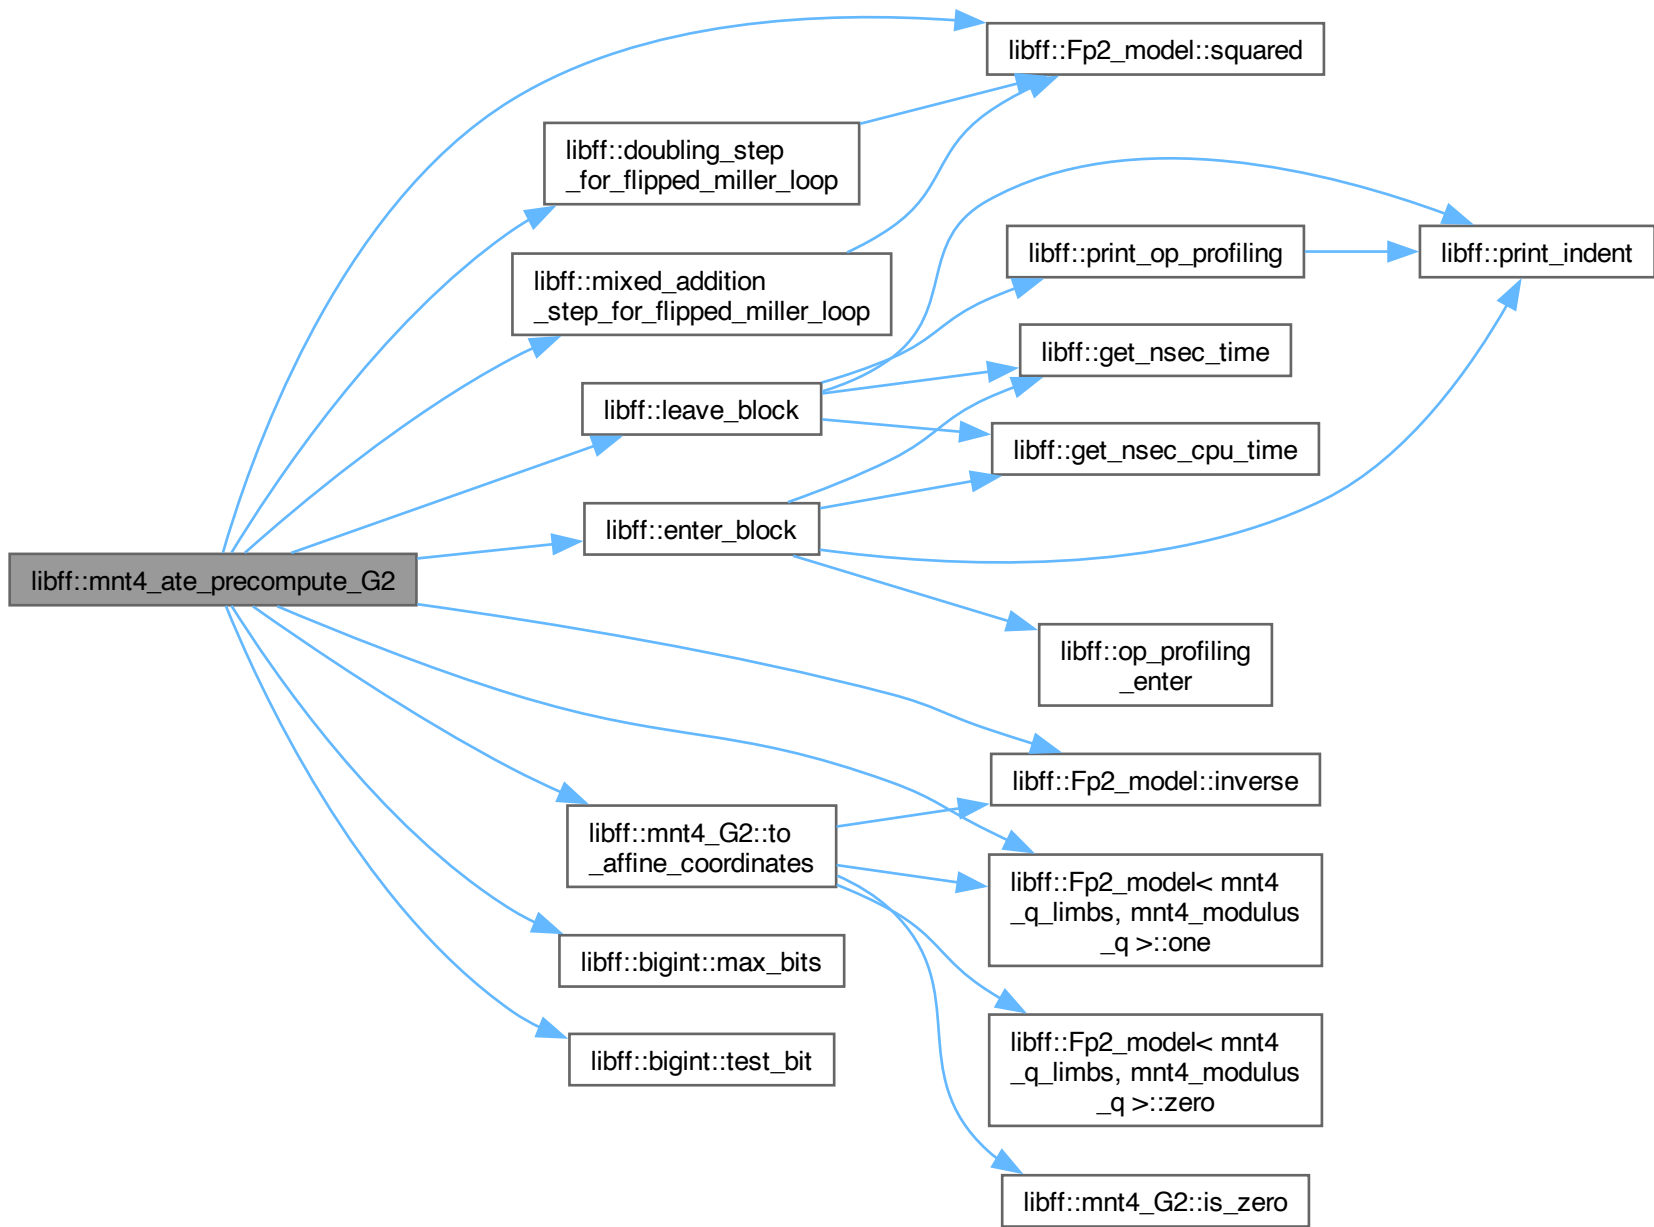 libff::Fp2_model::squared
libff::doubling_step
_for_flipped_miller_loop
libff::print_op_profiling
libff::print_indent
libff::mixed_addition
_step_for_flipped_miller_loop
libff::get_nsec_time
libff::leave_block
libff::get_nsec_cpu_time
libff::enter_block
libff::mnt4_ate_precompute_G2
libff::op_profiling
_enter
libff::Fp2_model::inverse
libff::mnt4_G2::to
_affine_coordinates
libff::Fp2_model< mnt4
_q_limbs, mnt4_modulus
_q >::one
libff::bigint::max_bits
libff::Fp2_model< mnt4
_q_limbs, mnt4_modulus
_q >::zero
libff::bigint::test_bit
libff::mnt4_G2::is_zero